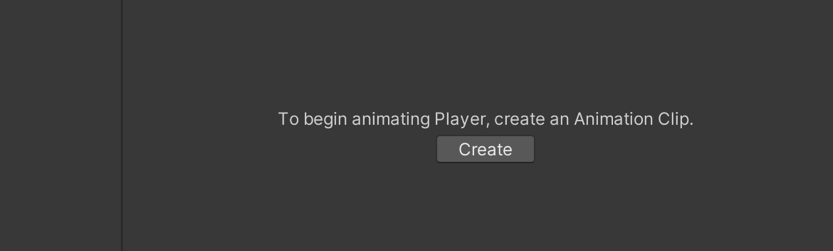 To begin animating Player, create an Animation Clip.
Create